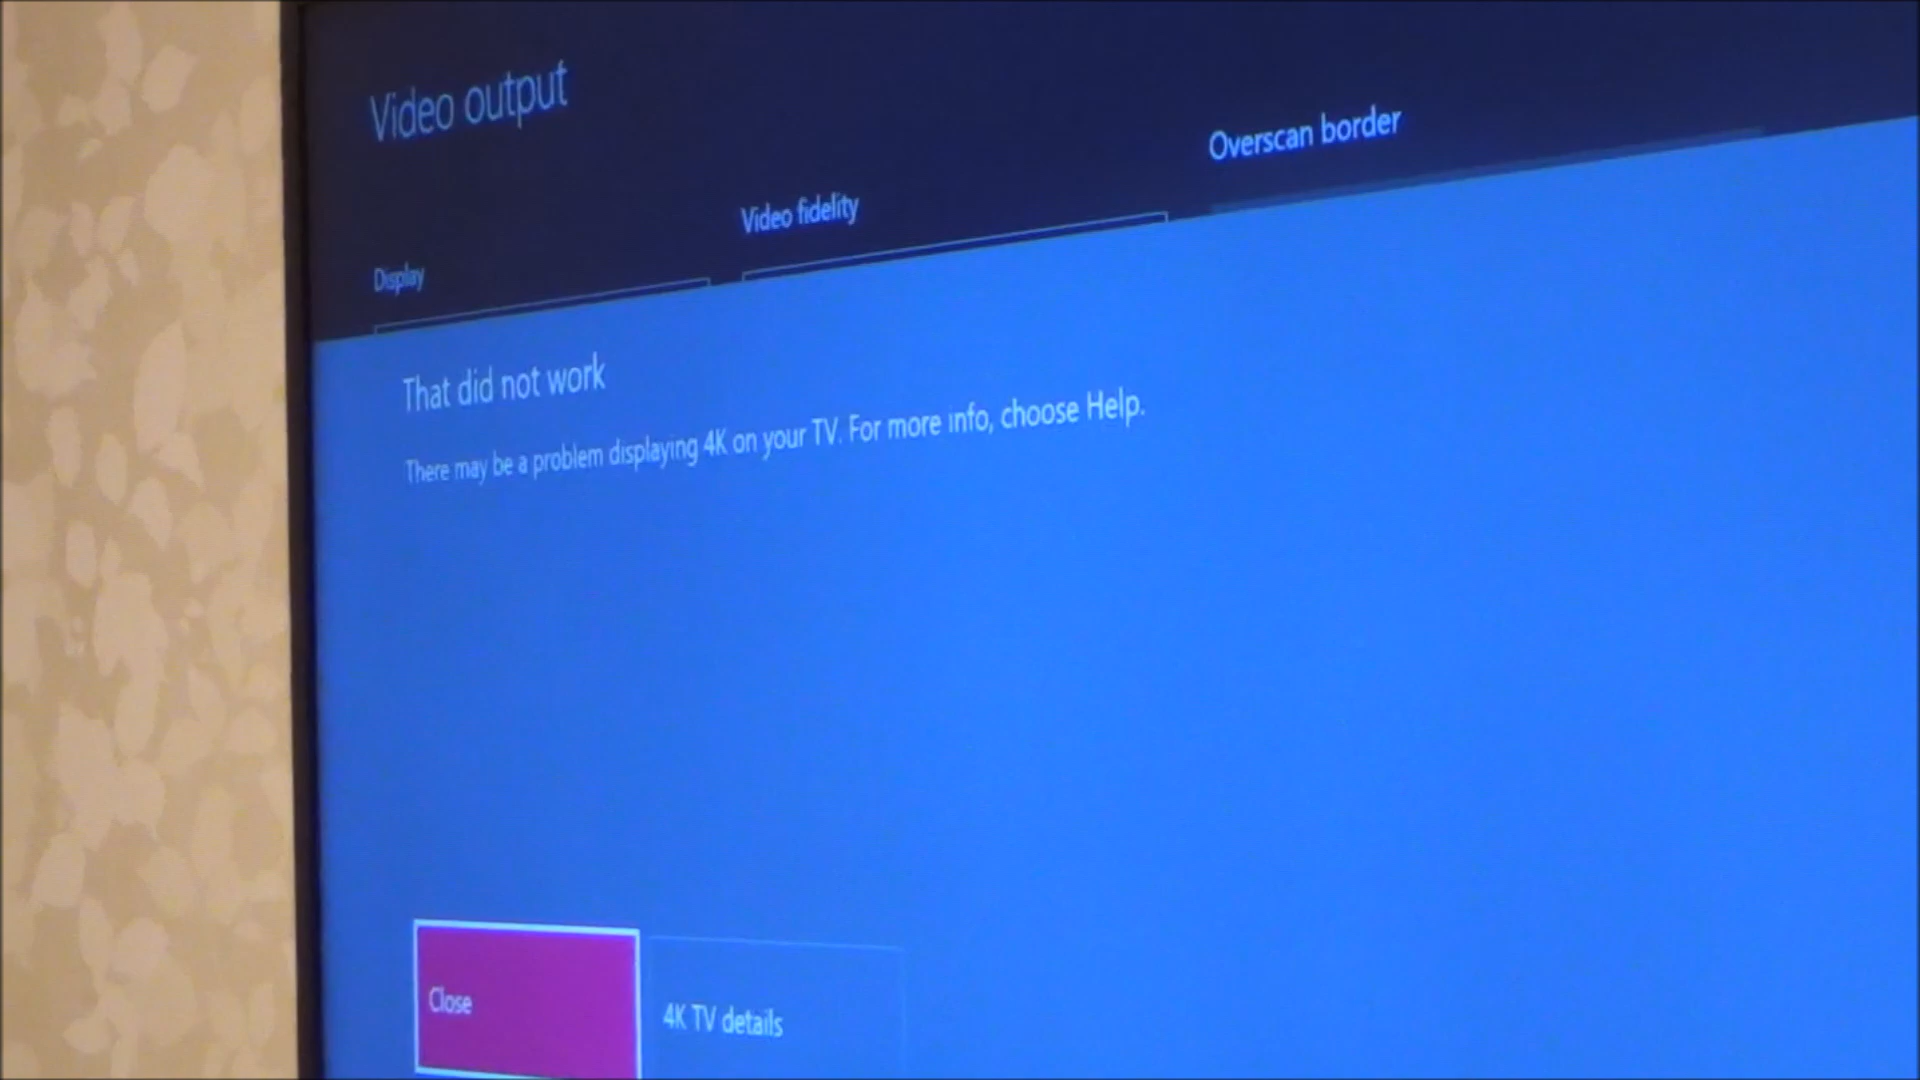 Video output
Display
Video fidelity
Overscan border
That did not work
There may be a problem displaying 4K on your TV. For more info, choose Help.
Close
4K TV details